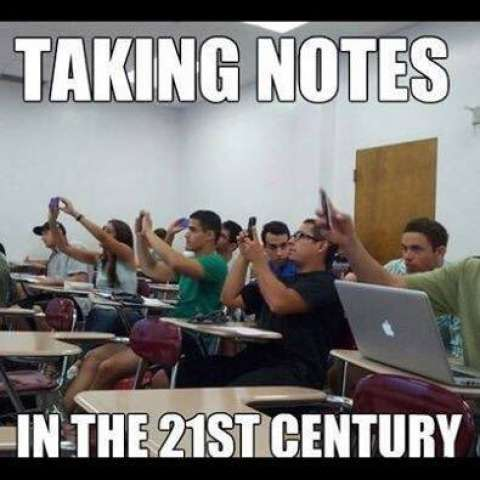 TAKING NOTES
IN THE 21ST CENTURY